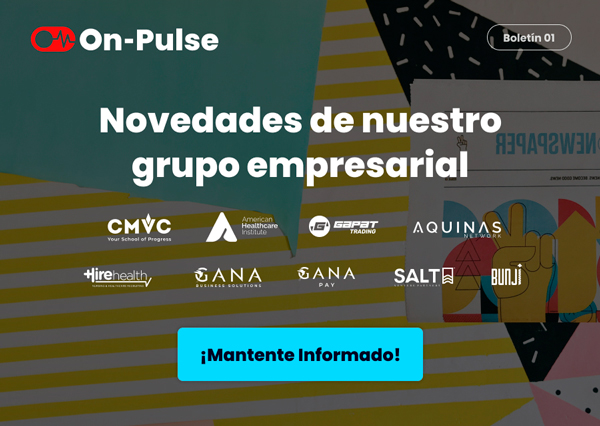 On-Pulse
Boletín 01
Novedades de nuestro
grupo empresarial
CMVC
Your School of Progress
American
Healthcare
Institute
GAPAT
TRADING
AQUINAS
NETWORK
Hirehealth
GANA
BUSINESS SOLUTIONS
GANA
PAY
SALT
BUNJI
NEWSPAPER
¡Mantente Informado!